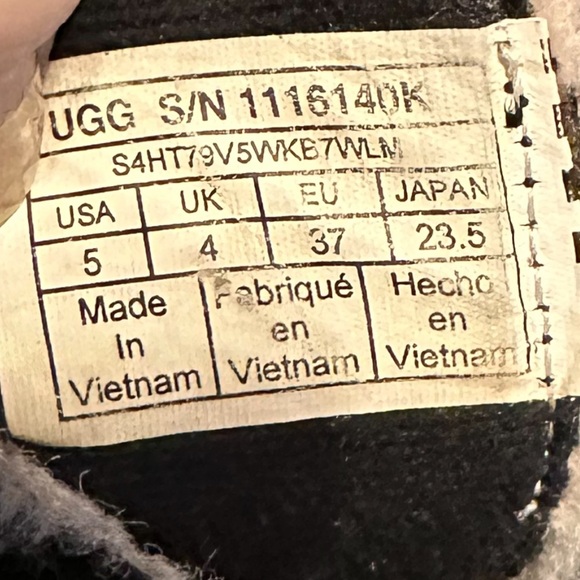 UGG S/N 1116140K
S4HT79V5WKB7WLN
USA UK EU JAPAN
5 4 37 23.5
Made In Vietnam
Fabriqué en Vietnam
Hecho en Vietnam